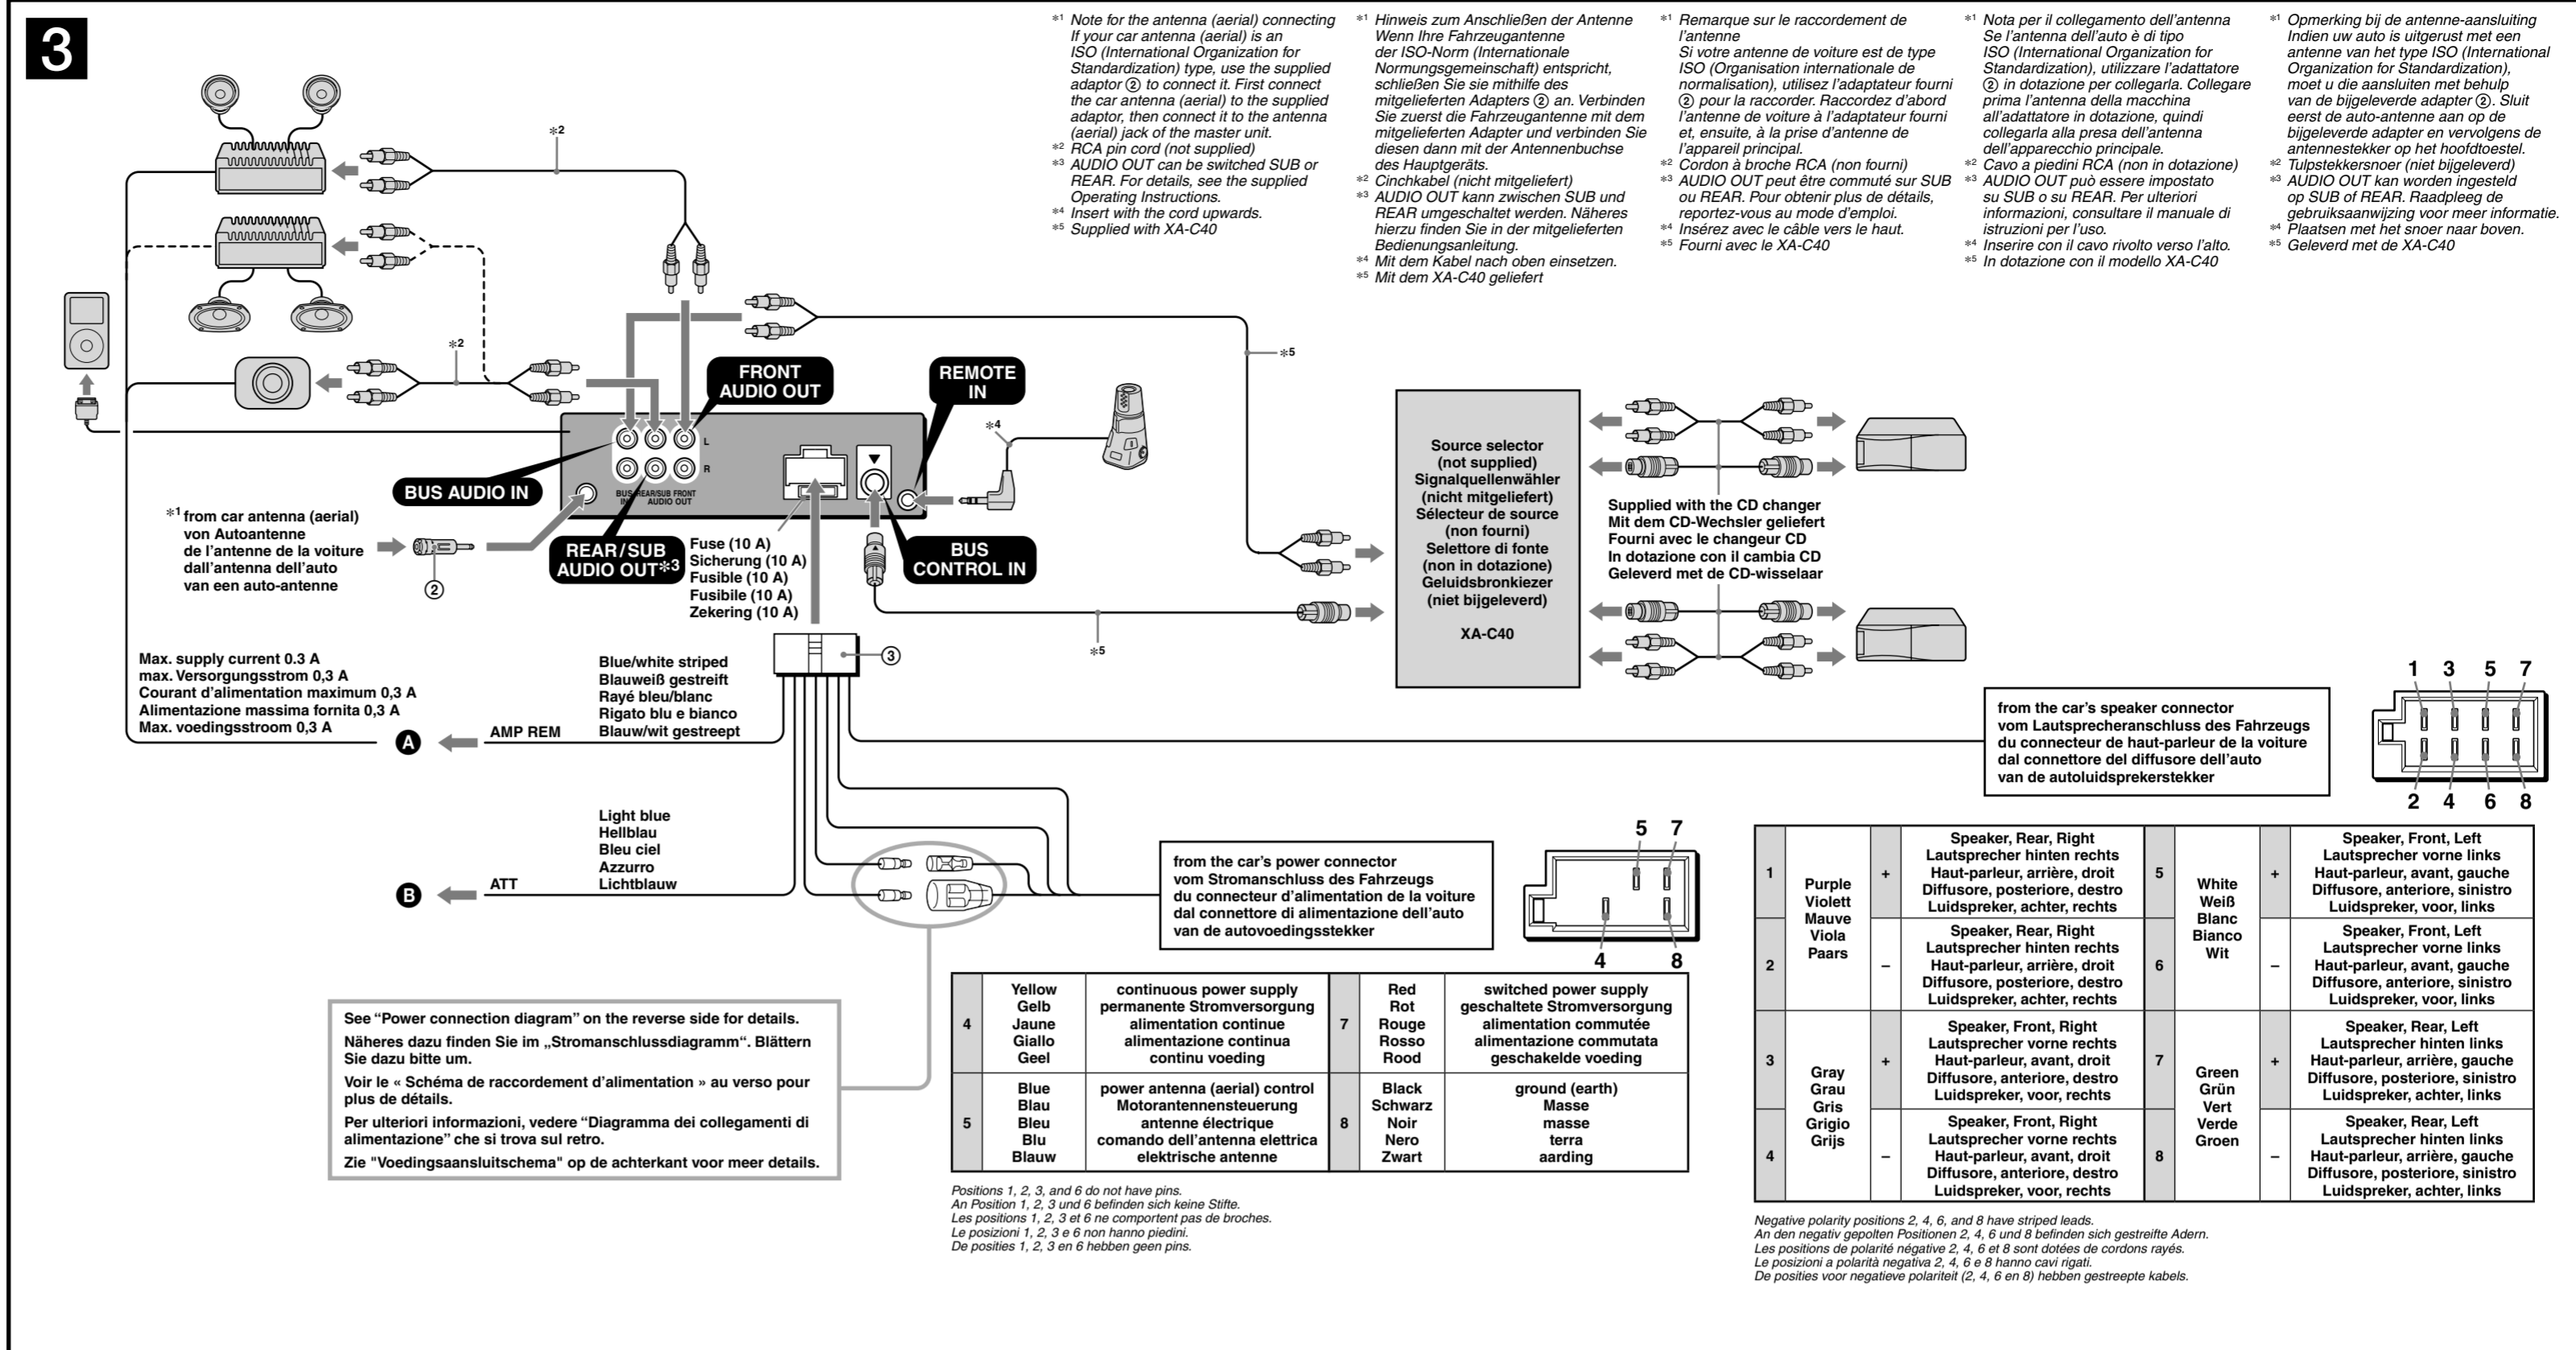 3
*1 Note for the antenna (aerial) connecting
If your car antenna (aerial) is an
ISO (International Organization for
Standardization) type, use the supplied
adaptor ② to connect it. First connect
the car antenna (aerial) to the supplied
adaptor, then connect it to the antenna
(aerial) jack of the master unit.
*2 RCA pin cord (not supplied)
*3 AUDIO OUT can be switched SUB or
REAR. For details, see the supplied
Operating Instructions.
*4 Insert with the cord upwards.
*5 Supplied with XA-C40
*1 Hinweis zum Anschließen der Antenne
Wenn Ihre Fahrzeugantenne
der ISO-Norm (Internationale
Normungsgemeinschaft) entspricht,
schließen Sie sie mithilfe des
mitgelieferten Adapters ② an. Verbinden
Sie zuerst die Fahrzeugantenne mit dem
mitgelieferten Adapter und verbinden Sie
diesen dann mit der Antennenbuchse
des Hauptgeräts.
*2 Cinchkabel (nicht mitgeliefert)
*3 AUDIO OUT kann zwischen SUB und
REAR umgeschaltet werden. Näheres
hierzu finden Sie in der mitgelieferten
Bedienungsanleitung.
*4 Mit dem Kabel nach oben einsetzen.
*5 Mit dem XA-C40 geliefert
*1 Remarque sur le raccordement de
l'antenne
Si votre antenne de voiture est de type
ISO (Organisation internationale de
normalisation), utilisez l'adaptateur fourni
② pour la raccorder. Raccordez d'abord
l'antenne de voiture à l'adaptateur fourni
et, ensuite, à la prise d'antenne de
l'appareil principal.
*2 Cordon à broche RCA (non fourni)
*3 AUDIO OUT peut être commuté sur SUB
ou REAR. Pour obtenir plus de détails,
reportez-vous au mode d'emploi.
*4 Insérez avec le câble vers le haut.
*5 Fourni avec le XA-C40
*1 Nota per il collegamento dell'antenna
Se l'antenna dell'auto è di tipo
ISO (International Organization for
Standardization), utilizzare l'adattatore
② in dotazione per collegarla. Collegare
prima l'antenna della macchina
all'adattatore in dotazione, quindi
collegarla alla presa dell'antenna
dell'apparecchio principale.
*2 Cavo a piedini RCA (non in dotazione)
*3 AUDIO OUT può essere impostato
su SUB o su REAR. Per ulteriori
informazioni, consultare il manuale di
istruzioni per l'uso.
*4 Inserire con il cavo rivolto verso l'alto.
*5 In dotazione con il modello XA-C40
*1 Opmerking bij de antenne-aansluiting
Indien uw auto is uitgerust met een
antenne van het type ISO (International
Organization for Standardization),
moet u die aansluiten met behulp
van de bijgeleverde adapter ②. Sluit
eerst de auto-antenne aan op de
bijgeleverde adapter en vervolgens de
antennestekker op het hoofdtoestel.
*2 Tulpstekkersnoer (niet bijgeleverd)
*3 AUDIO OUT kan worden ingesteld
op SUB of REAR. Raadpleeg de
gebruiksaanwijzing voor meer informatie.
*4 Plaatsen met het snoer naar boven.
*5 Geleverd met de XA-C40
*2
*2
*5
FRONT
AUDIO OUT
REMOTE
IN
*4
L
R
BUS REAR/SUB FRONT
IN AUDIO OUT
BUS AUDIO IN
REAR/SUB
AUDIO OUT*3
BUS
CONTROL IN
*1 from car antenna (aerial)
von Autoantenne
de l'antenne de la voiture
dall'antenna dell'auto
van een auto-antenne
②
Fuse (10 A)
Sicherung (10 A)
Fusible (10 A)
Fusibile (10 A)
Zekering (10 A)
③
*5
Source selector
(not supplied)
Signalquellenwähler
(nicht mitgeliefert)
Sélecteur de source
(non fourni)
Selettore di fonte
(non in dotazione)
Geluidsbronkiezer
(niet bijgeleverd)
XA-C40
Supplied with the CD changer
Mit dem CD-Wechsler geliefert
Fourni avec le changeur CD
In dotazione con il cambia CD
Geleverd met de CD-wisselaar
Max. supply current 0.3 A
max. Versorgungsstrom 0,3 A
Courant d'alimentation maximum 0,3 A
Alimentazione massima fornita 0,3 A
Max. voedingsstroom 0,3 A
Blue/white striped
Blauweiß gestreift
Rayé bleu/blanc
Rigato blu e bianco
Blauw/wit gestreept
A
AMP REM
Light blue
Hellblau
Bleu ciel
Azzurro
Lichtblauw
B
ATT
from the car's speaker connector
vom Lautsprecheranschluss des Fahrzeugs
du connecteur de haut-parleur de la voiture
dal connettore del diffusore dell'auto
van de autoluidsprekerstekker
1 3 5 7
2 4 6 8
from the car's power connector
vom Stromanschluss des Fahrzeugs
du connecteur d'alimentation de la voiture
dal connettore di alimentazione dell'auto
van de autovoedingsstekker
5 7
4 8
See “Power connection diagram” on the reverse side for details.
Näheres dazu finden Sie im „Stromanschlussdiagramm“. Blättern
Sie dazu bitte um.
Voir le « Schéma de raccordement d'alimentation » au verso pour
plus de détails.
Per ulteriori informazioni, vedere “Diagramma dei collegamenti di
alimentazione” che si trova sul retro.
Zie "Voedingsaansluitschema" op de achterkant voor meer details.
4
Yellow
Gelb
Jaune
Giallo
Geel
continuous power supply
permanente Stromversorgung
alimentation continue
alimentazione continua
continu voeding
7
Red
Rot
Rouge
Rosso
Rood
switched power supply
geschaltete Stromversorgung
alimentation commutée
alimentazione commutata
geschakelde voeding
5
Blue
Blau
Bleu
Blu
Blauw
power antenna (aerial) control
Motorantennensteuerung
antenne électrique
comando dell'antenna elettrica
elektrische antenne
8
Black
Schwarz
Noir
Nero
Zwart
ground (earth)
Masse
masse
terra
aarding
Positions 1, 2, 3, and 6 do not have pins.
An Position 1, 2, 3 und 6 befinden sich keine Stifte.
Les positions 1, 2, 3 et 6 ne comportent pas de broches.
Le posizioni 1, 2, 3 e 6 non hanno piedini.
De posities 1, 2, 3 en 6 hebben geen pins.
1
Purple
Violett
Mauve
Viola
Paars
+
Speaker, Rear, Right
Lautsprecher hinten rechts
Haut-parleur, arrière, droit
Diffusore, posteriore, destro
Luidspreker, achter, rechts
5
White
Weiß
Blanc
Bianco
Wit
+
Speaker, Front, Left
Lautsprecher vorne links
Haut-parleur, avant, gauche
Diffusore, anteriore, sinistro
Luidspreker, voor, links
2
–
Speaker, Rear, Right
Lautsprecher hinten rechts
Haut-parleur, arrière, droit
Diffusore, posteriore, destro
Luidspreker, achter, rechts
6
–
Speaker, Front, Left
Lautsprecher vorne links
Haut-parleur, avant, gauche
Diffusore, anteriore, sinistro
Luidspreker, voor, links
3
Gray
Grau
Gris
Grigio
Grijs
+
Speaker, Front, Right
Lautsprecher vorne rechts
Haut-parleur, avant, droit
Diffusore, anteriore, destro
Luidspreker, voor, rechts
7
Green
Grün
Vert
Verde
Groen
+
Speaker, Rear, Left
Lautsprecher hinten links
Haut-parleur, arrière, gauche
Diffusore, posteriore, sinistro
Luidspreker, achter, links
4
–
Speaker, Front, Right
Lautsprecher vorne rechts
Haut-parleur, avant, droit
Diffusore, anteriore, destro
Luidspreker, voor, rechts
8
–
Speaker, Rear, Left
Lautsprecher hinten links
Haut-parleur, arrière, gauche
Diffusore, posteriore, sinistro
Luidspreker, achter, links
Negative polarity positions 2, 4, 6, and 8 have striped leads.
An den negativ gepolten Positionen 2, 4, 6 und 8 befinden sich gestreifte Adern.
Les positions de polarité négative 2, 4, 6 et 8 sont dotées de cordons rayés.
Le posizioni a polarità negativa 2, 4, 6 e 8 hanno cavi rigati.
De posities voor negatieve polariteit (2, 4, 6 en 8) hebben gestreepte kabels.